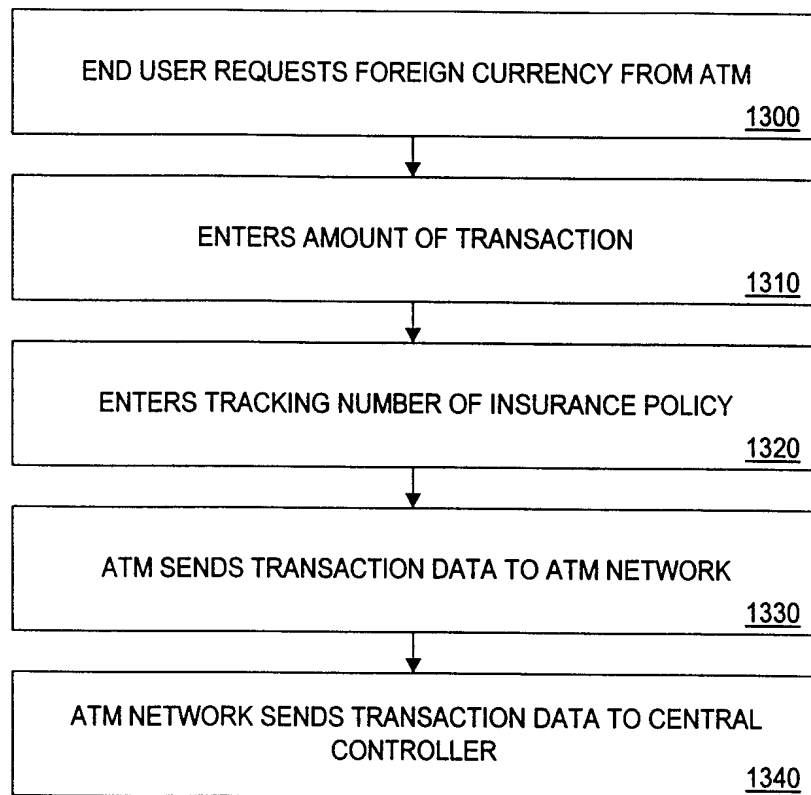 END USER REQUESTS FOREIGN CURRENCY FROM ATM
1300
ENTERS AMOUNT OF TRANSACTION
1310
ENTERS TRACKING NUMBER OF INSURANCE POLICY
1320
ATM SENDS TRANSACTION DATA TO ATM NETWORK
1330
ATM NETWORK SENDS TRANSACTION DATA TO CENTRAL
CONTROLLER
1340